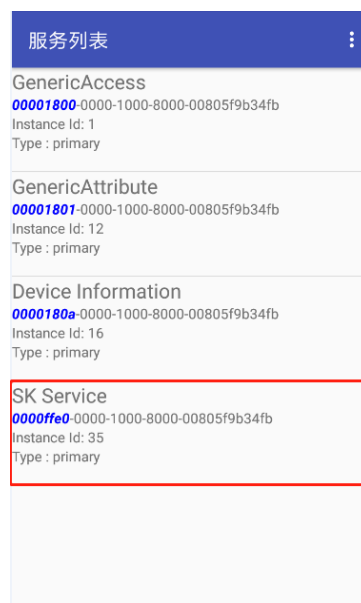 服务列表
GenericAccess
00001800-0000-1000-8000-00805f9b34fb
Instance Id: 1
Type : primary
GenericAttribute
00001801-0000-1000-8000-00805f9b34fb
Instance Id: 12
Type : primary
Device Information
0000180a-0000-1000-8000-00805f9b34fb
Instance Id: 16
Type : primary
SK Service
0000ffe0-0000-1000-8000-00805f9b34fb
Instance Id: 35
Type : primary